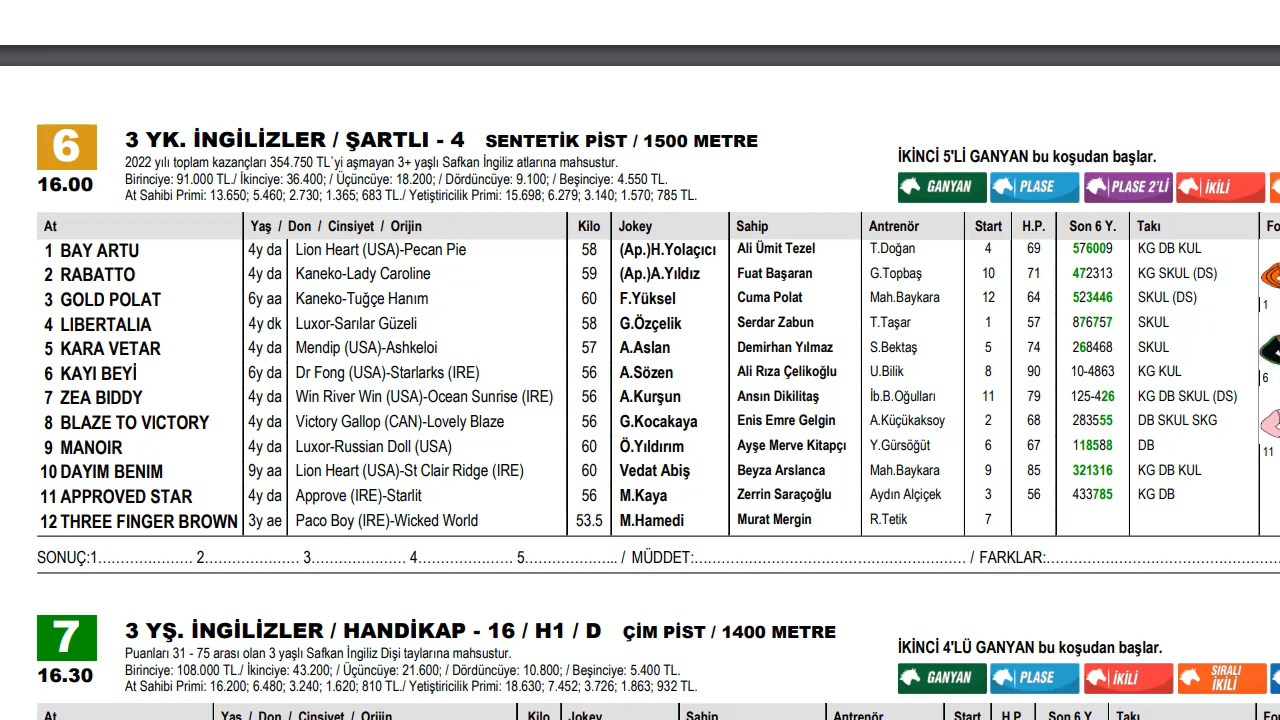 6 3 YK. İNGİLİZLER / ŞARTLI - 4 SENTETİK PİST / 1500 METRE
16.00
2022 yılı toplam kazançları 354.750 TL`yi aşmayan 3+ yaşlı Safkan İngiliz atlarına mahsustur.
Birinciye: 91.000 TL./ İkinciye: 36.400; / Üçüncüye: 18.200; / Dördüncüye: 9.100; / Beşinciye: 4.550 TL.
At Sahibi Primi: 13.650; 5.460; 2.730; 1.365; 683 TL./ Yetiştiricilik Primi: 15.698; 6.279; 3.140; 1.570; 785 TL.
İKİNCİ 5'Lİ GANYAN bu koşudan başlar.
GANYAN PLASE PLASE 2'Lİ İKİLİ
At Yaş / Don / Cinsiyet / Orijin Kilo Jokey Sahip Antrenör Start H.P. Son 6 Y. Takı Fo
1 BAY ARTU 4y da Lion Heart (USA)-Pecan Pie 58 (Ap.)H.Yolaçıcı Ali Ümit Tezel T.Doğan 4 69 576009 KG DB KUL
2 RABATTO 4y da Kaneko-Lady Caroline 59 (Ap.)A.Yıldız Fuat Başaran G.Topbaş 10 71 472313 KG SKUL (DS)
3 GOLD POLAT 6y aa Kaneko-Tuğçe Hanım 60 F.Yüksel Cuma Polat Mah.Baykara 12 64 523446 SKUL (DS) 1
4 LIBERTALIA 4y dk Luxor-Sarılar Güzeli 58 G.Özçelik Serdar Zabun T.Taşar 1 57 876757 SKUL
5 KARA VETAR 4y da Mendip (USA)-Ashkeloi 57 A.Aslan Demirhan Yılmaz S.Bektaş 5 74 268468 SKUL
6 KAYI BEYİ 6y da Dr Fong (USA)-Starlarks (IRE) 56 A.Sözen Ali Rıza Çelikoğlu U.Bilik 8 90 10-4863 KG KUL 6
7 ZEA BIDDY 4y da Win River Win (USA)-Ocean Sunrise (IRE) 56 A.Kurşun Ansın Dikilitaş İb.B.Oğulları 11 79 125-426 KG DB SKUL (DS)
8 BLAZE TO VICTORY 4y da Victory Gallop (CAN)-Lovely Blaze 56 G.Kocakaya Enis Emre Gelgin A.Küçükaksoy 2 68 283555 DB SKUL SKG
9 MANOIR 4y da Luxor-Russian Doll (USA) 60 Ö.Yıldırım Ayşe Merve Kitapçı Y.Gürsöğüt 6 67 118588 DB 11
10 DAYIM BENIM 9y aa Lion Heart (USA)-St Clair Ridge (IRE) 60 Vedat Abiş Beyza Arslanca Mah.Baykara 9 85 321316 KG DB KUL
11 APPROVED STAR 4y da Approve (IRE)-Starlit 56 M.Kaya Zerrin Saraçoğlu Aydın Alçiçek 3 56 433785 KG DB
12 THREE FINGER BROWN 3y ae Paco Boy (IRE)-Wicked World 53.5 M.Hamedi Murat Mergin R.Tetik 7
SONUÇ:1..................... 2..................... 3..................... 4..................... 5..................... / MÜDDET:............................................................ / FARKLAR:............................................................
7 3 YŞ. İNGİLİZLER / HANDİKAP - 16 / H1 / D ÇİM PİST / 1400 METRE
16.30
Puanları 31 - 75 arası olan 3 yaşlı Safkan İngiliz Dişi taylarına mahsustur.
Birinciye: 108.000 TL./ İkinciye: 43.200; / Üçüncüye: 21.600; / Dördüncüye: 10.800; / Beşinciye: 5.400 TL.
At Sahibi Primi: 16.200; 6.480; 3.240; 1.620; 810 TL./ Yetiştiricilik Primi: 18.630; 7.452; 3.726; 1.863; 932 TL.
İKİNCİ 4'LÜ GANYAN bu koşudan başlar.
GANYAN PLASE İKİLİ SIRALI İKİLİ
At Yaş / Don / Cinsiyet / Orijin Kilo Jokey Sahip Antrenör Start H.P. Son 6 Y. Takı Fo